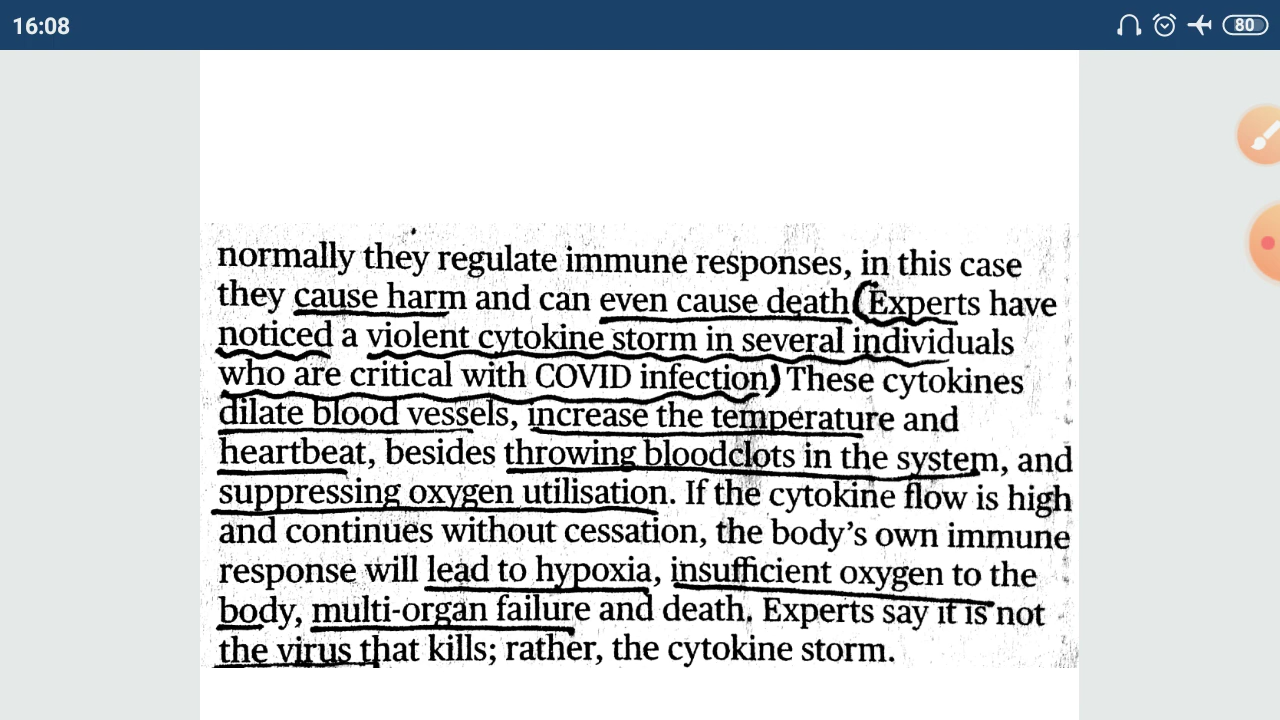 16:08
80
normally they regulate immune responses, in this case
they cause harm and can even cause death (Experts have
noticed a violent cytokine storm in several individuals
who are critical with COVID infection) These cytokines
dilate blood vessels, increase the temperature and
heartbeat, besides throwing bloodclots in the system, and
suppressing oxygen utilisation. If the cytokine flow is high
and continues without cessation, the body's own immune
response will lead to hypoxia, insufficient oxygen to the
body, multi-organ failure and death. Experts say it is not
the virus that kills; rather, the cytokine storm.